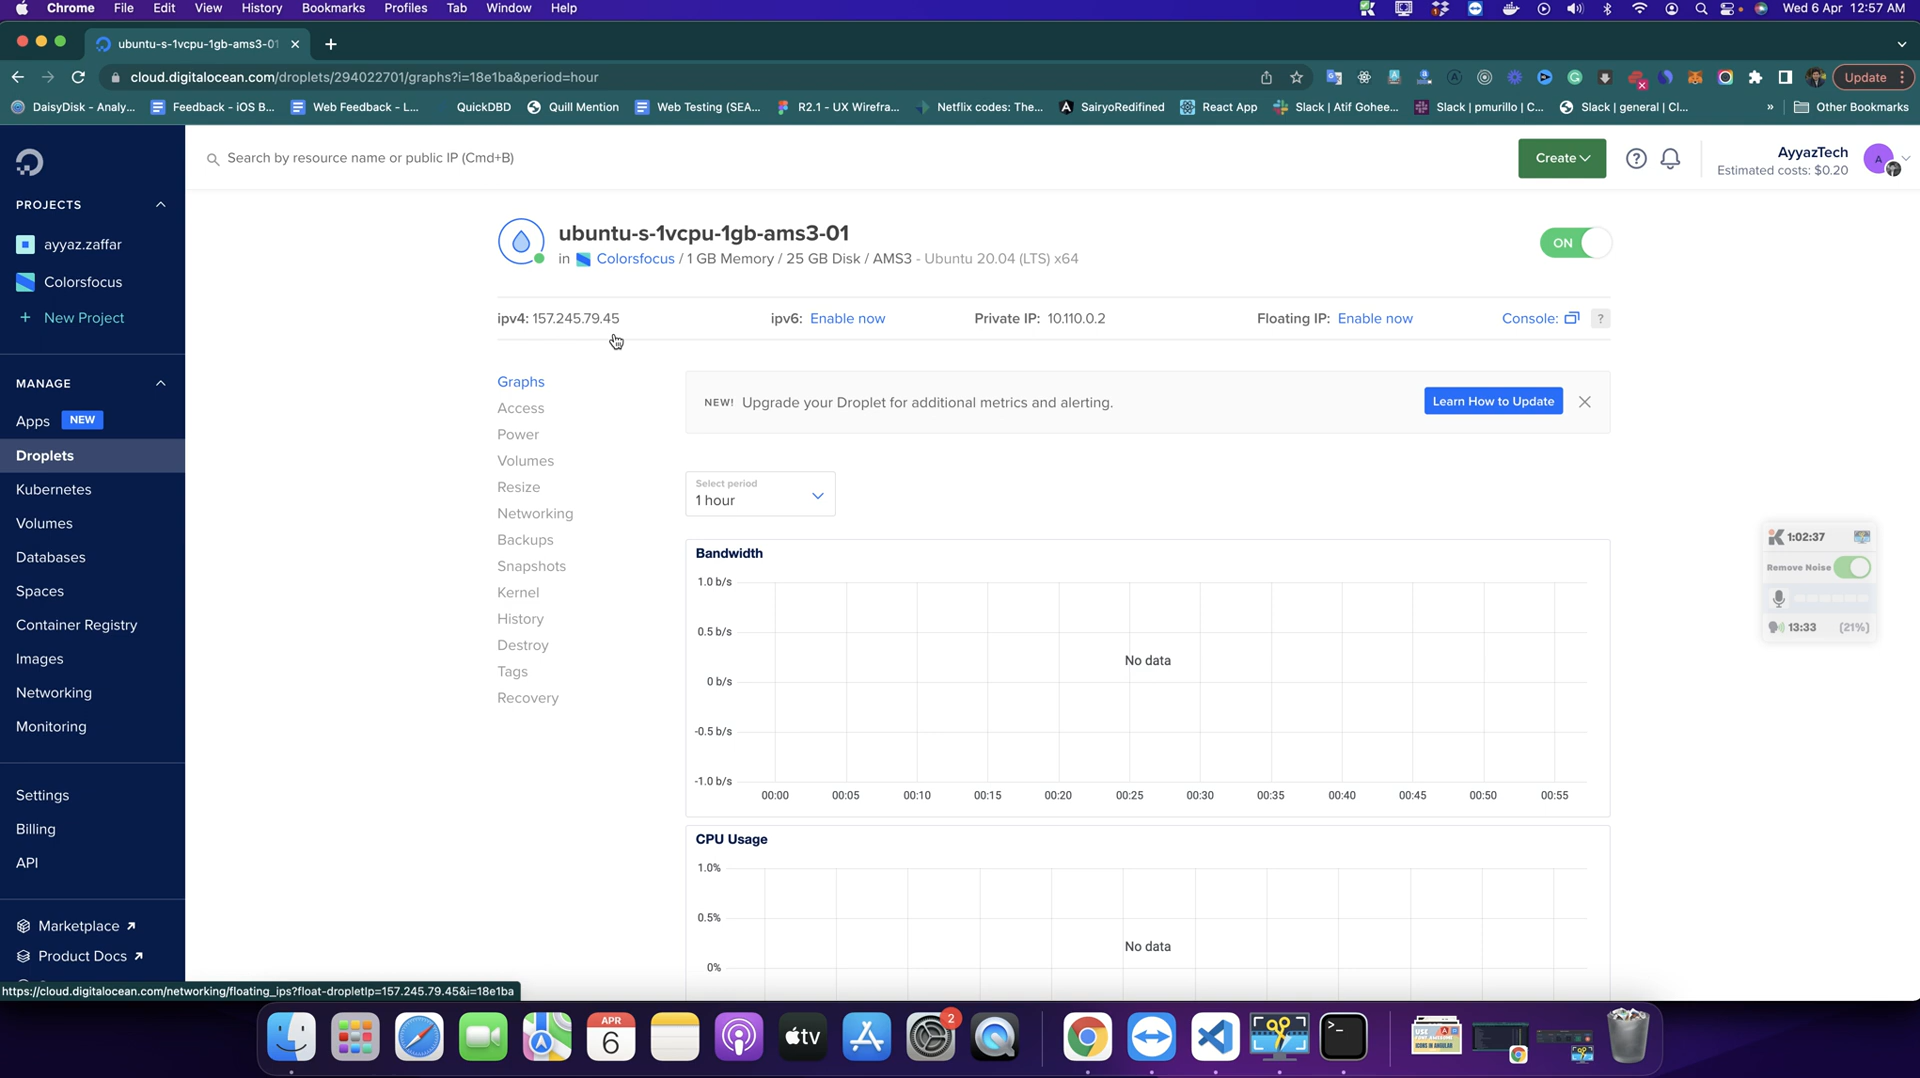 Chrome File Edit View History Bookmarks Profiles Tab Window Help Wed 6 Apr 12:57 AM
ubuntu-s-1vcpu-1gb-ams3-01
cloud.digitalocean.com/droplets/294022701/graphs?i=18e1ba&period=hour Update
DaisyDisk - Analy... Feedback - iOS B... Web Feedback - L... QuickDBD Quill Mention Web Testing (SEA... R2.1 - UX Wirefra... Netflix codes: The... SairyoRedifined React App Slack | Atif Gohee... Slack | pmurillo | C... Slack | general | Cl... » Other Bookmarks
Search by resource name or public IP (Cmd+B)
Create
AyyazTech
Estimated costs: $0.20
A
PROJECTS
ayyaz.zaffar
Colorsfocus
+ New Project
MANAGE
Apps NEW
Droplets
Kubernetes
Volumes
Databases
Spaces
Container Registry
Images
Networking
Monitoring
Settings
Billing
API
Marketplace
Product Docs
https://cloud.digitalocean.com/networking/floating_ips?float-dropletIp=157.245.79.45&i=18e1ba
ubuntu-s-1vcpu-1gb-ams3-01
in Colorsfocus / 1 GB Memory / 25 GB Disk / AMS3 - Ubuntu 20.04 (LTS) x64
ON
ipv4: 157.245.79.45 ipv6: Enable now Private IP: 10.110.0.2 Floating IP: Enable now Console: ?
Graphs
Access
Power
Volumes
Resize
Networking
Backups
Snapshots
Kernel
History
Destroy
Tags
Recovery
NEW! Upgrade your Droplet for additional metrics and alerting. Learn How to Update
Select period
1 hour
Bandwidth
1.0 b/s
0.5 b/s
No data
0 b/s
-0.5 b/s
-1.0 b/s
00:00 00:05 00:10 00:15 00:20 00:25 00:30 00:35 00:40 00:45 00:50 00:55
CPU Usage
1.0%
0.5%
No data
0%
1:02:37
Remove Noise
13:33 (21%)
APR
6
2
tv